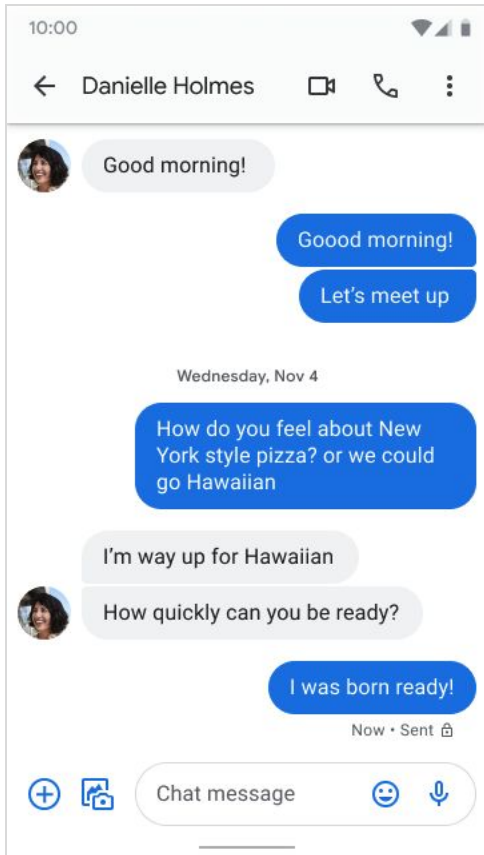 10:00
Danielle Holmes
Good morning!
Goood morning!
Let's meet up
Wednesday, Nov 4
How do you feel about New
York style pizza? or we could
go Hawaiian
I'm way up for Hawaiian
How quickly can you be ready?
I was born ready!
Now • Sent
Chat message